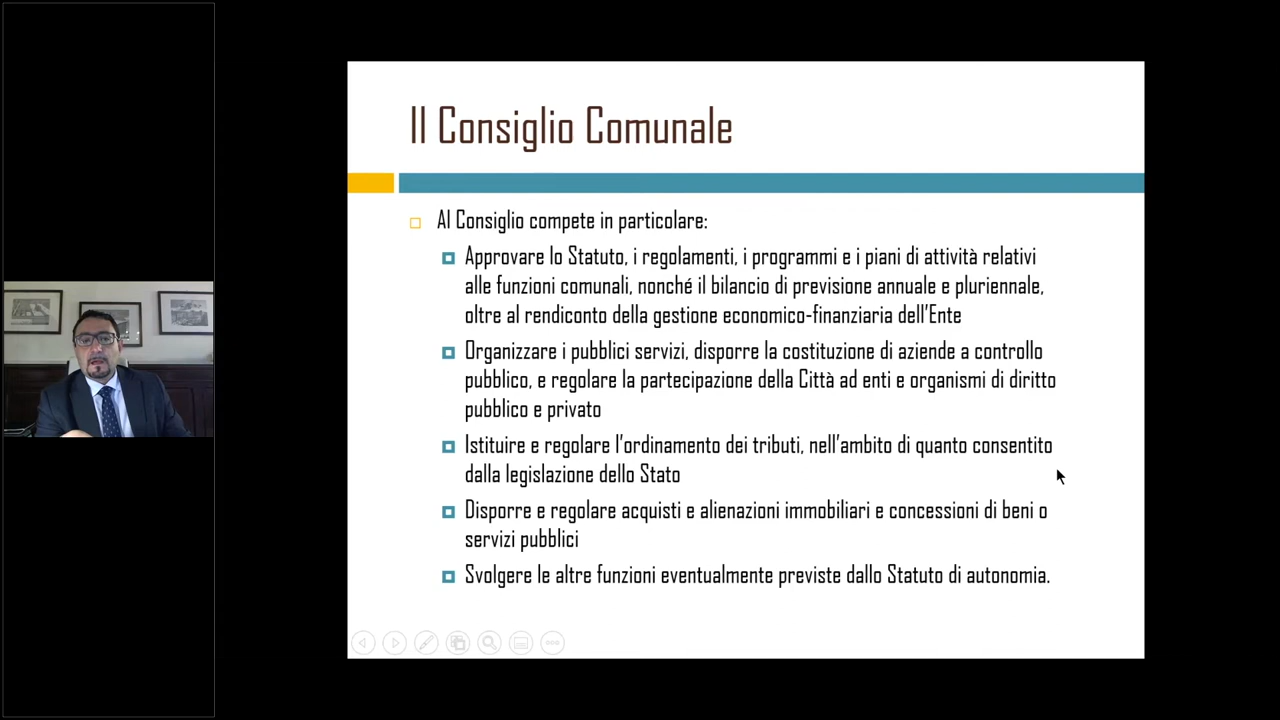 Il Consiglio Comunale
Al Consiglio compete in particolare:
Approvare lo Statuto, i regolamenti, i programmi e i piani di attività relativi
alle funzioni comunali, nonché il bilancio di previsione annuale e pluriennale,
oltre al rendiconto della gestione economico-finanziaria dell'Ente
Organizzare i pubblici servizi, disporre la costituzione di aziende a controllo
pubblico, e regolare la partecipazione della Città ad enti e organismi di diritto
pubblico e privato
Istituire e regolare l'ordinamento dei tributi, nell'ambito di quanto consentito
dalla legislazione dello Stato
Disporre e regolare acquisti e alienazioni immobiliari e concessioni di beni o
servizi pubblici
Svolgere le altre funzioni eventualmente previste dallo Statuto di autonomia.